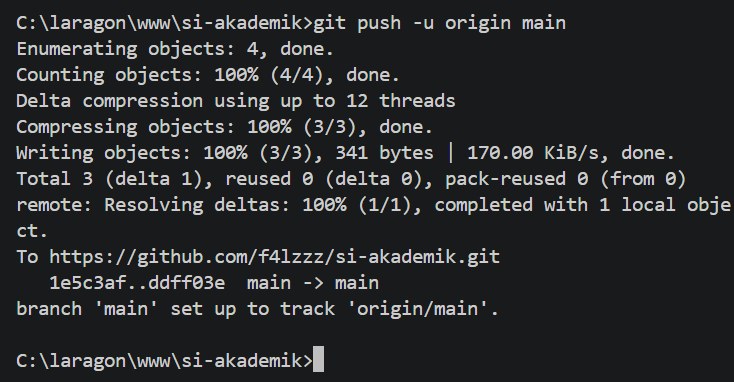 C:\laragon\www\si-akademik>git push -u origin main
Enumerating objects: 4, done.
Counting objects: 100% (4/4), done.
Delta compression using up to 12 threads
Compressing objects: 100% (3/3), done.
Writing objects: 100% (3/3), 341 bytes | 170.00 KiB/s, done.
Total 3 (delta 1), reused 0 (delta 0), pack-reused 0 (from 0)
remote: Resolving deltas: 100% (1/1), completed with 1 local obje
ct.
To https://github.com/f4lzzz/si-akademik.git
   1e5c3af..ddff03e  main -> main
branch 'main' set up to track 'origin/main'.
C:\laragon\www\si-akademik>